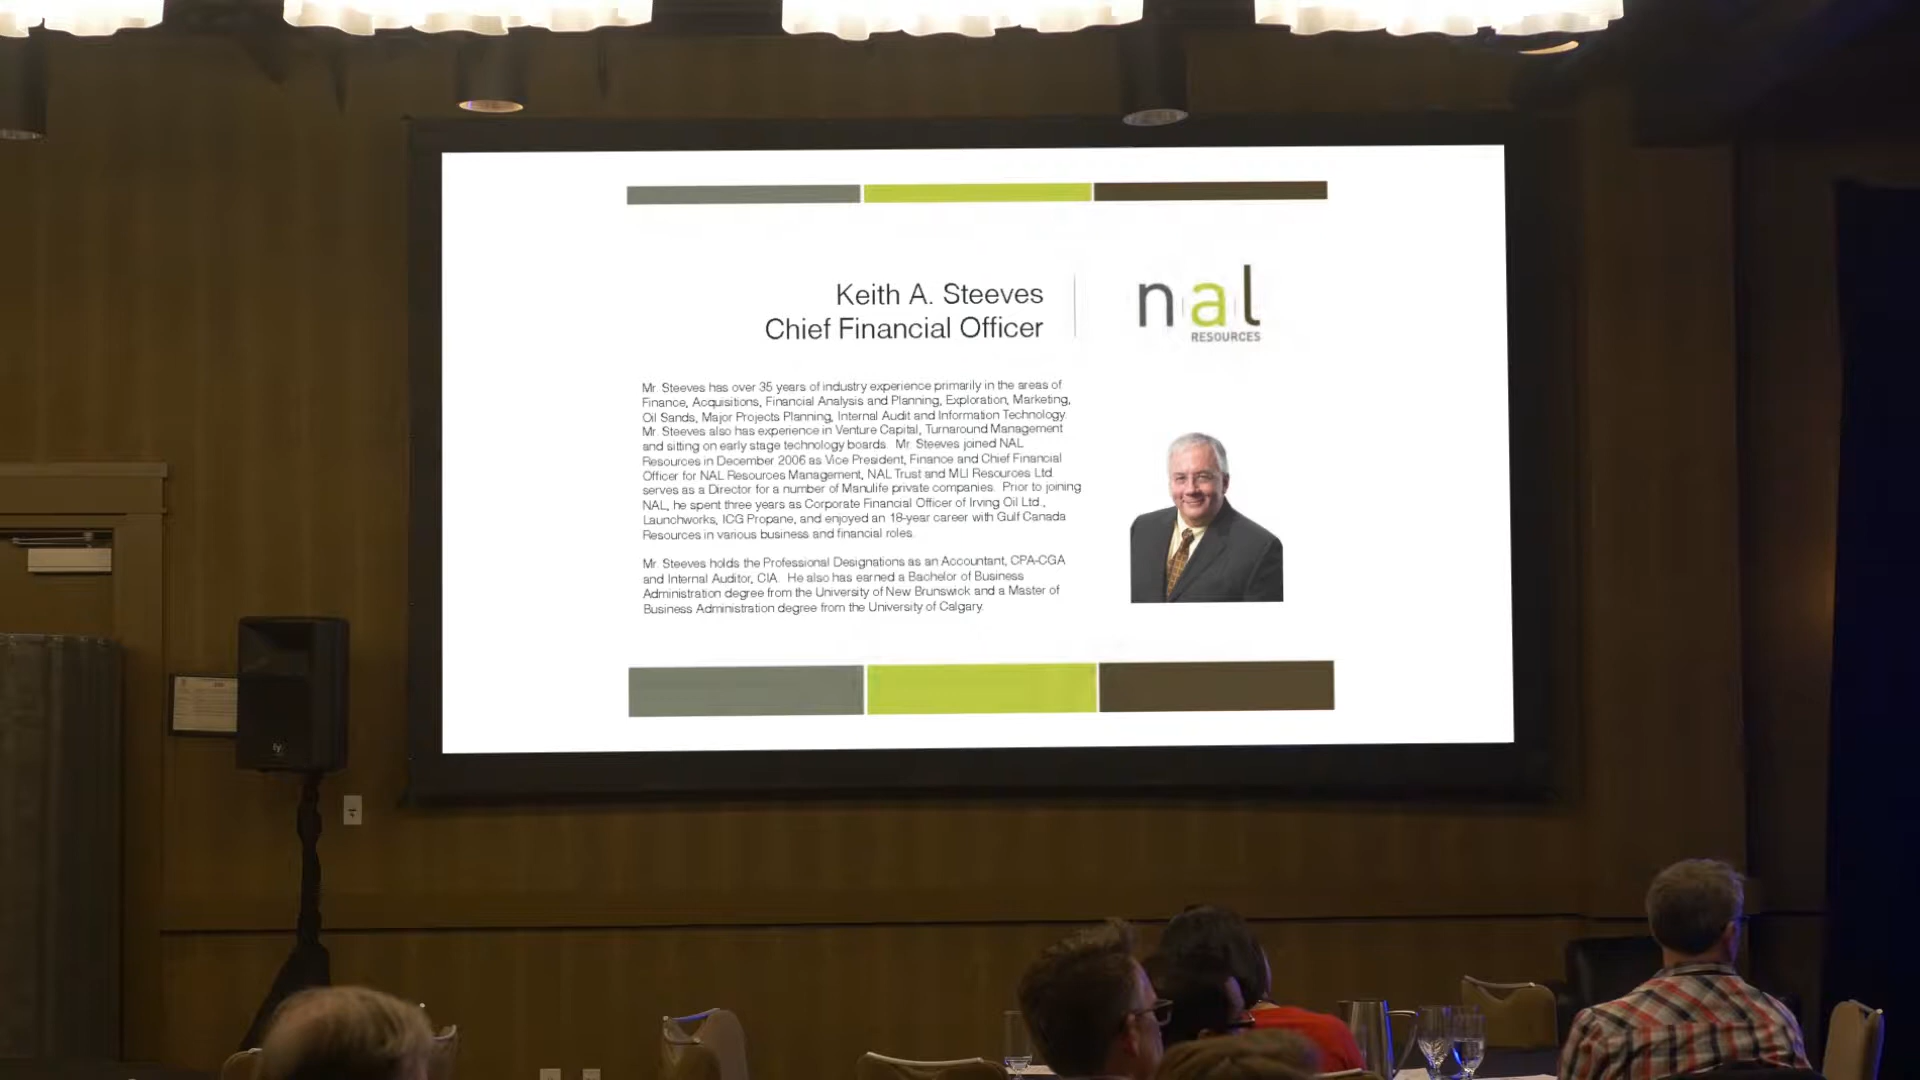 Keith A. Steeves
Chief Financial Officer
nal
RESOURCES
Mr. Steeves has over 35 years of industry experience primarily in the areas of
Finance, Acquisitions, Financial Analysis and Planning, Exploration, Marketing,
Oil Sands, Major Projects Planning, Internal Audit and Information Technology.
Mr. Steeves also has experience in Venture Capital, Turnaround Management
and sitting on early stage technology boards. Mr. Steeves joined NAL
Resources in December 2006 as Vice President, Finance and Chief Financial
Officer for NAL Resources Management, NAL Trust and MLI Resources Ltd.
serves as a Director for a number of Manulife private companies. Prior to joining
NAL, he spent three years as Corporate Financial Officer of Irving Oil Ltd.,
Launchworks, ICG Propane, and enjoyed an 18-year career with Gulf Canada
Resources in various business and financial roles.
Mr. Steeves holds the Professional Designations as an Accountant, CPA-CGA
and Internal Auditor, CIA. He also has earned a Bachelor of Business
Administration degree from the University of New Brunswick and a Master of
Business Administration degree from the University of Calgary.